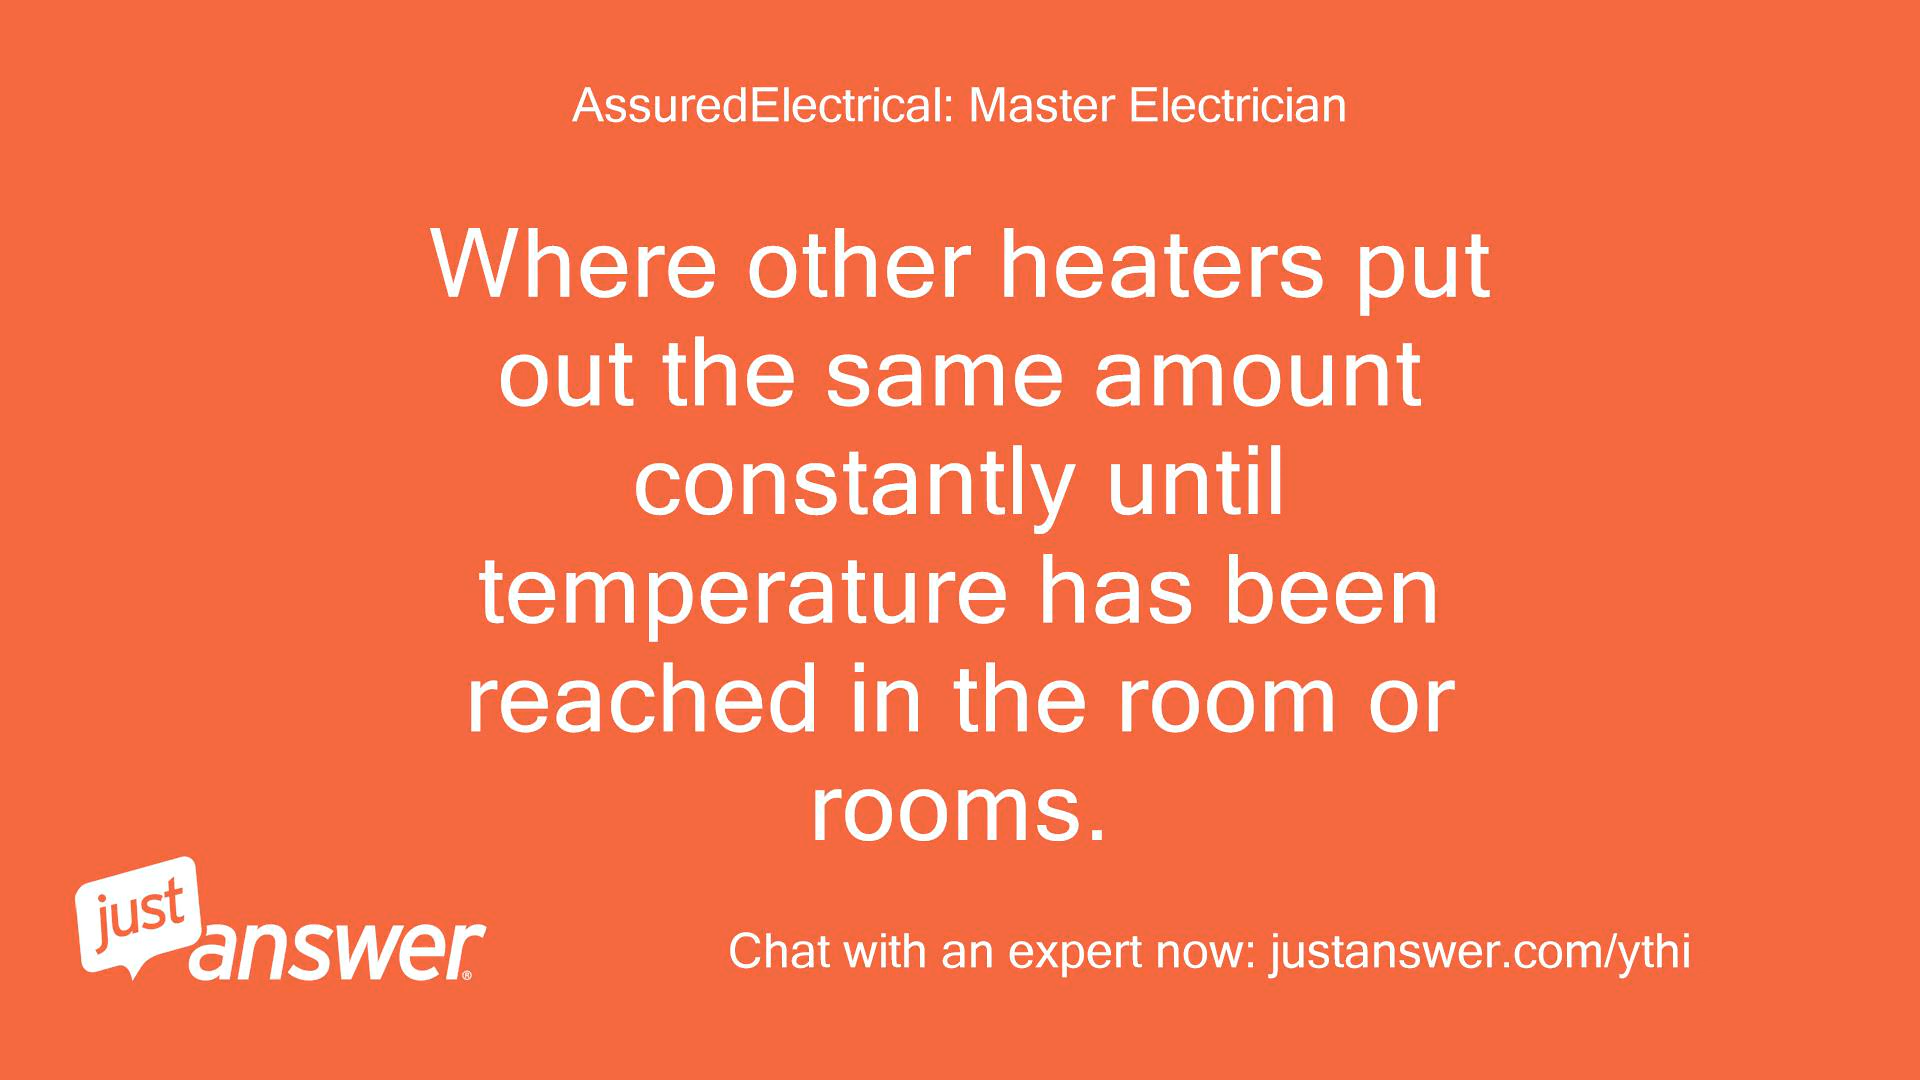 AssuredElectrical: Master Electrician
Where other heaters put
out the same amount
constantly until
temperature has been
reached in the room or
rooms.
just
answer®
Chat with an expert now: justanswer.com/ythi